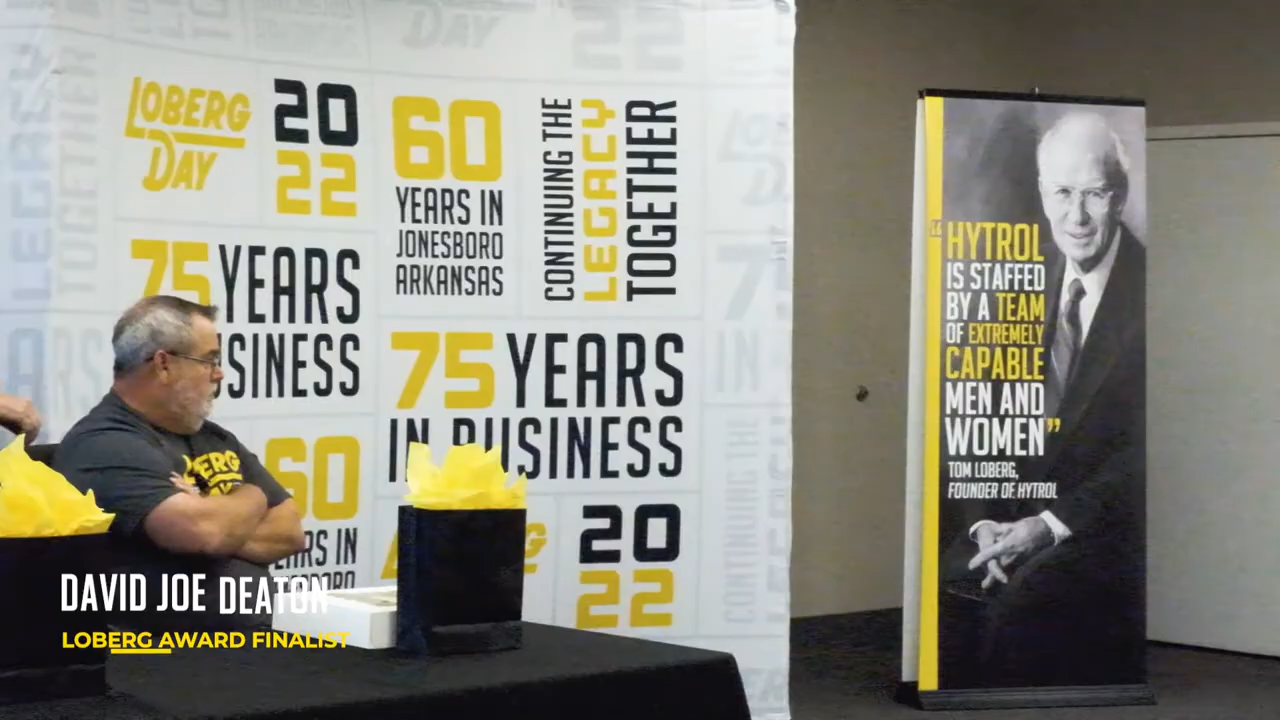 LOBERG
DAY
20
22
60
YEARS IN
JONESBORO
ARKANSAS
CONTINUING THE
LEGACY
TOGETHER
75 YEARS
75 YEARS
IN BUSINESS
60
20
22
“HYTROL
IS STAFFED
BY A TEAM
OF EXTREMELY
CAPABLE
MEN AND
WOMEN”
TOM LOBERG,
FOUNDER OF HYTROL
DAVID JOE DEATON
LOBERG AWARD FINALIST